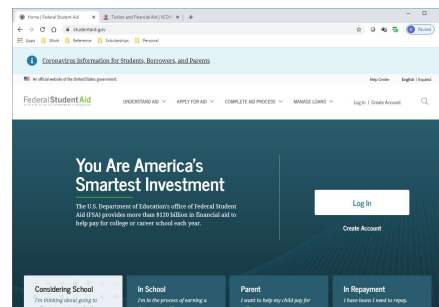 Home | Federal Student Aid
Tuition and Financial Aid | VCOM
studentaid.gov
Paused
Apps Work Reference Scholarships Personal
Coronavirus Information for Students, Borrowers, and Parents
An official website of the United States government.
Help Center English | Español
Federal Student Aid
UNDERSTAND AID APPLY FOR AID COMPLETE AID PROCESS MANAGE LOANS Log In | Create Account
You Are America's
Smartest Investment
The U.S. Department of Education's office of Federal Student
Aid (FSA) provides more than $120 billion in financial aid to
help pay for college or career school each year.
Log In
Create Account
Considering School
I'm thinking about going to
In School
I'm in the process of earning a
Parent
I want to help my child pay for
In Repayment
I have loans I need to repay.